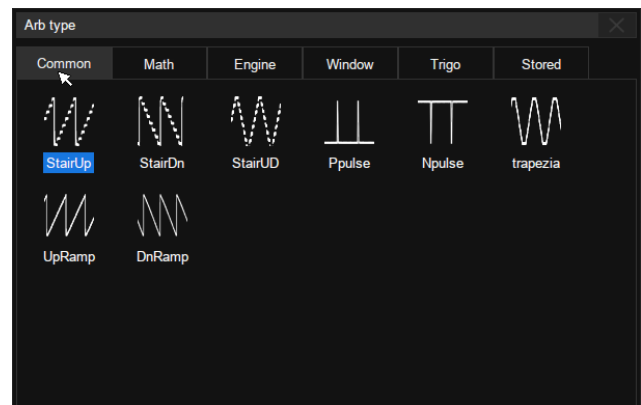 Arb type
Common Math Engine Window Trigo Stored
StairUp StairDn StairUD Ppulse Npulse trapezia
UpRamp DnRamp